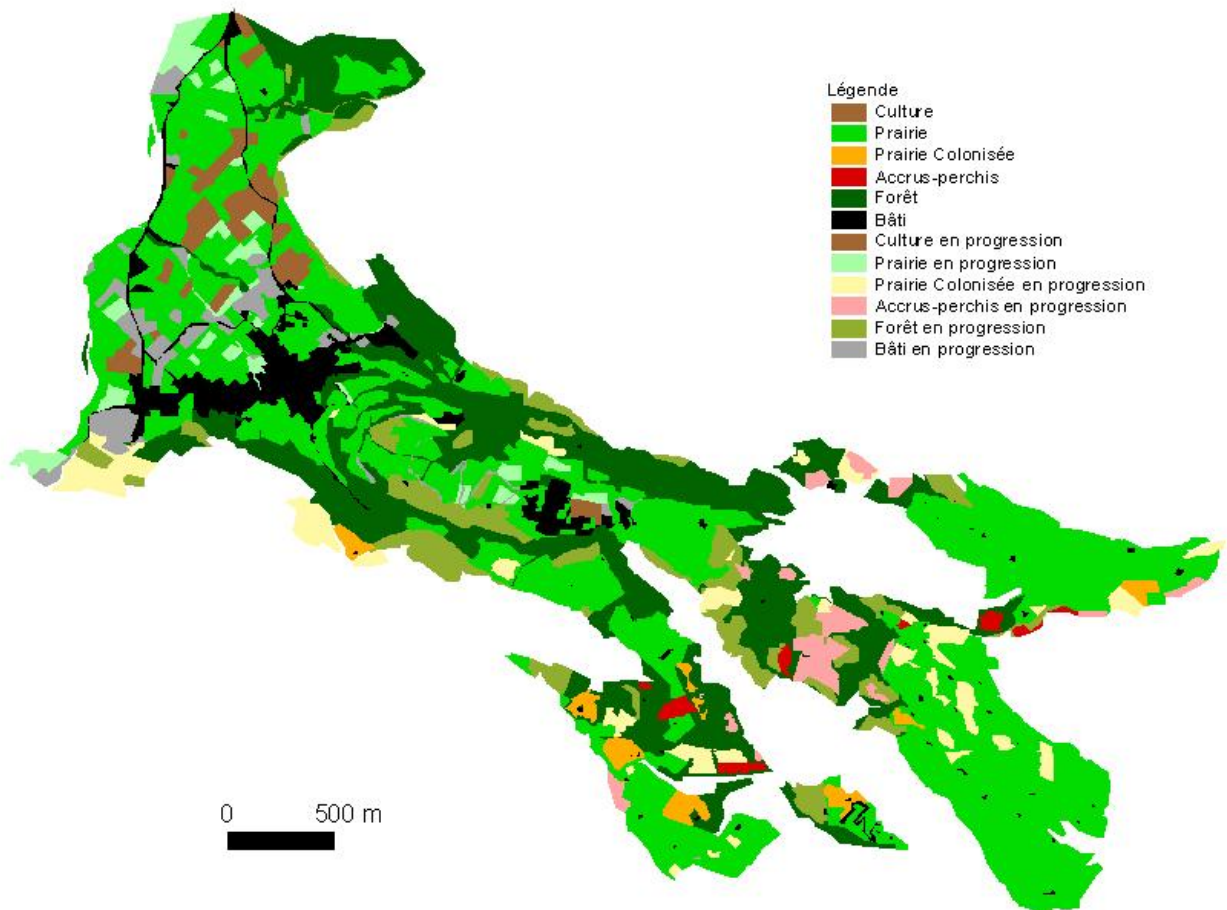 Légende
Culture
Prairie
Prairie Colonisée
Accrus-perchis
Forêt
Bâti
Culture en progression
Prairie en progression
Prairie Colonisée en progression
Accrus-perchis en progression
Forêt en progression
Bâti en progression
0 500 m